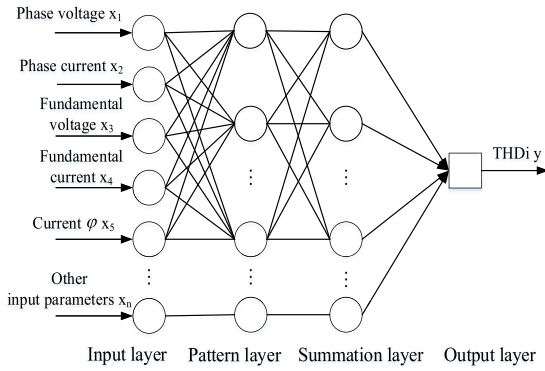 Phase voltage x1
Phase current x2
Fundamental
voltage x3
Fundamental
current x4
Current φ x5
Other
input parameters xn
THDi y
Input layer
Pattern layer
Summation layer
Output layer